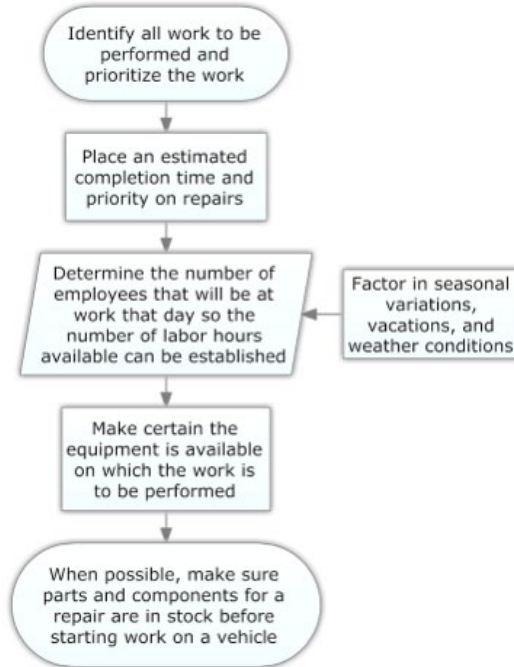 Identify all work to be
performed and
prioritize the work
Place an estimated
completion time and
priority on repairs
Determine the number of
employees that will be at
work that day so the
number of labor hours
available can be established
Factor in seasonal
variations,
vacations, and
weather conditions
Make certain the
equipment is available
on which the work is
to be performed
When possible, make sure
parts and components for a
repair are in stock before
starting work on a vehicle